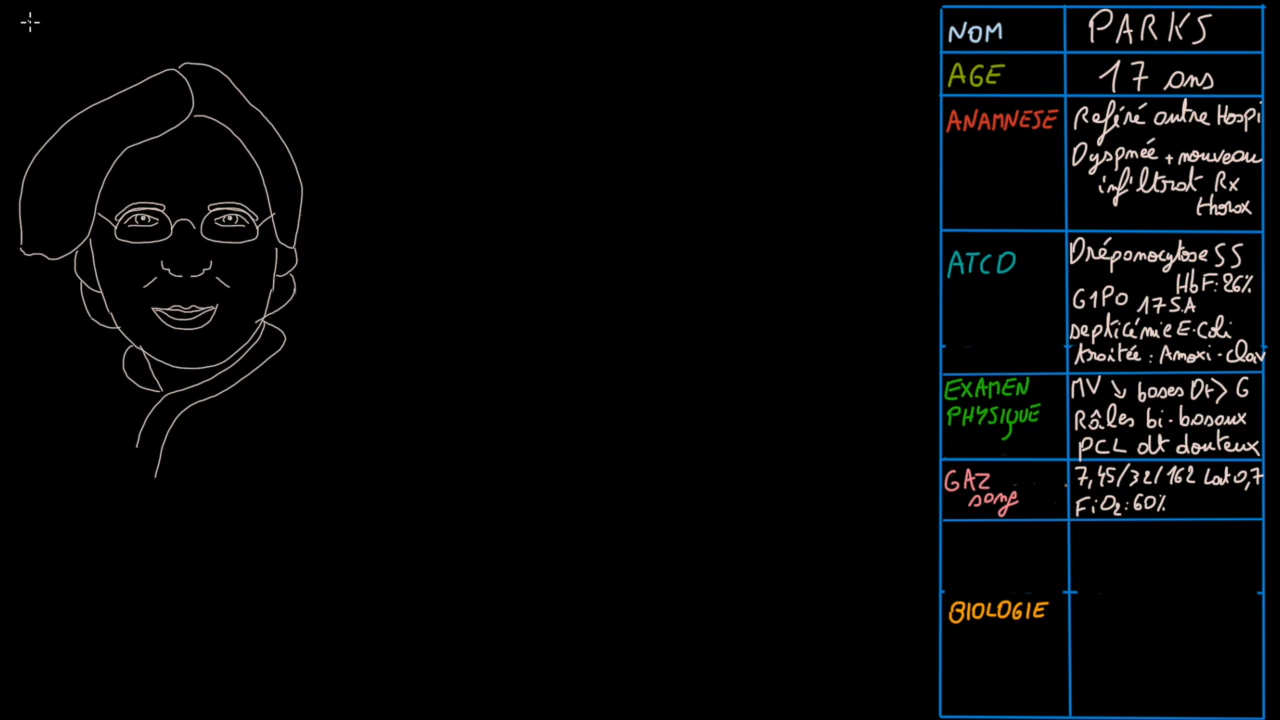 NOM
PARKS
AGE
17 ans
ANAMNESE
Référé autre Hospi
Dyspnée + nouveau
infiltrat Rx
thorax
ATCD
Drépanocytose SS
HbF: 26%
G1P0 17 S.A
septicémie E. Coli
traitée : Amoxi-clav
EXAMEN
PHYSIQUE
MV ↘ bases Dt > G
Râles bi-basaux
PCL dt douteux
GAZ
sang
7,45/32/162 Lat 0,7
FiO2: 60%
BIOLOGIE